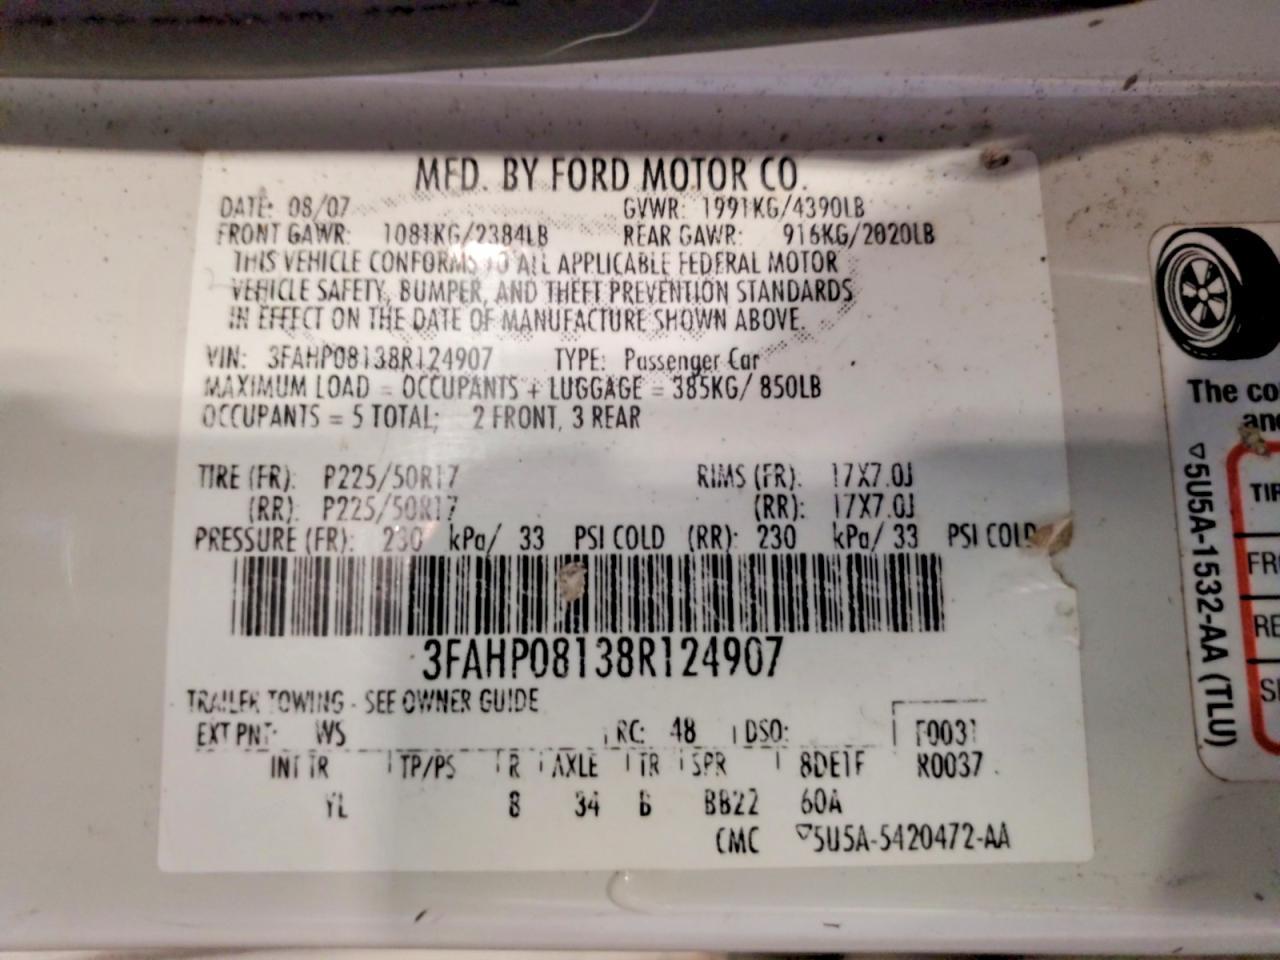 MFD. BY FORD MOTOR CO.
DATE: 08/07 GVWR: 1991KG/4390LB
FRONT GAWR: 1081KG/2384LB REAR GAWR: 916KG/2020LB
THIS VEHICLE CONFORMS TO ALL APPLICABLE FEDERAL MOTOR
VEHICLE SAFETY, BUMPER, AND THEFT PREVENTION STANDARDS
IN EFFECT ON THE DATE OF MANUFACTURE SHOWN ABOVE.
VIN: 3FAHP08138R124907 TYPE: Passenger Car
MAXIMUM LOAD = OCCUPANTS + LUGGAGE = 385KG/ 850LB
OCCUPANTS = 5 TOTAL; 2 FRONT, 3 REAR
TIRE (FR): P225/50R17 RIMS (FR): 17X7.0J
(RR): P225/50R17 (RR): 17X7.0J
PRESSURE (FR): 230 kPa/ 33 PSI COLD (RR): 230 kPa/ 33 PSI COLD
3FAHP08138R124907
TRAILER TOWING - SEE OWNER GUIDE
EXT PNT: WS RC: 48 DSO: F0031
INT TR TP/PS R AXLE TR SPR 8DE1F R0037
YL 8 34 B BB22 60A
CMC ▽5U5A-5420472-AA
The co
and
▽5U5A-1532-AA (TLU)
TIR
FR
RE
S